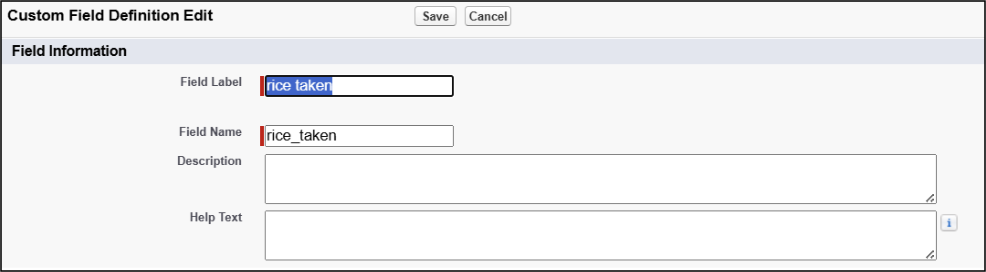 Custom Field Definition Edit Save Cancel
Field Information
Field Label rice taken
Field Name rice_taken
Description
Help Text i